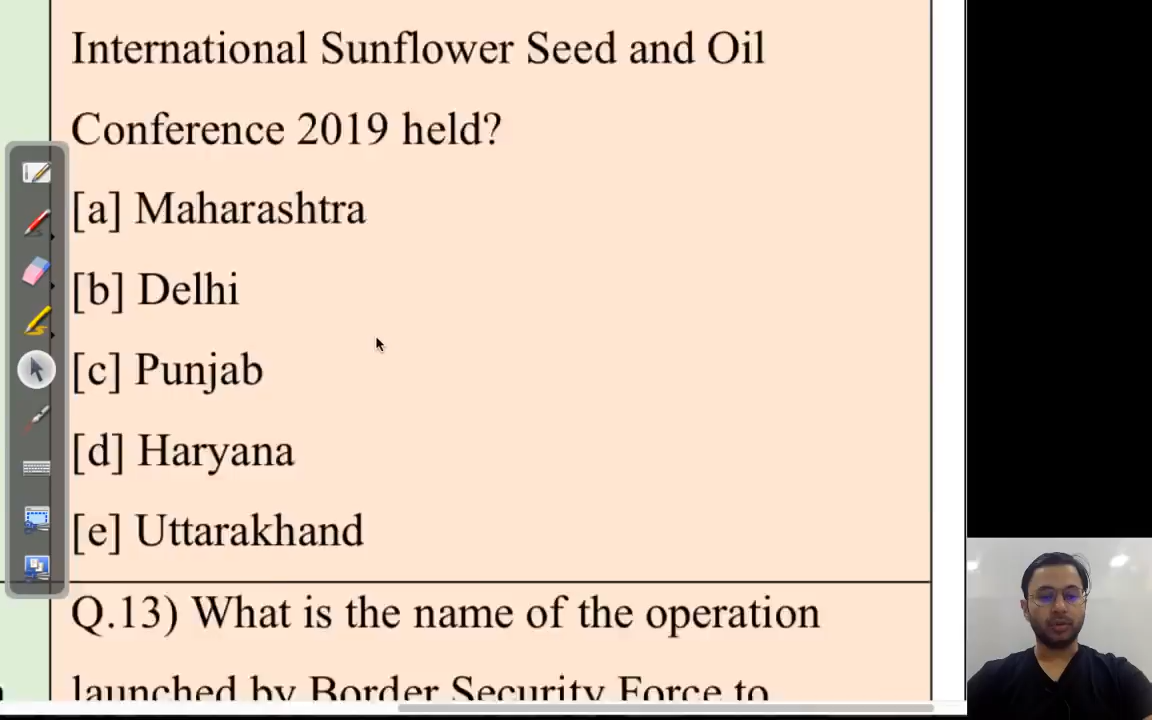 International Sunflower Seed and Oil
Conference 2019 held?
[a] Maharashtra
[b] Delhi
[c] Punjab
[d] Haryana
[e] Uttarakhand
Q.13) What is the name of the operation
launched by Border Security Force to